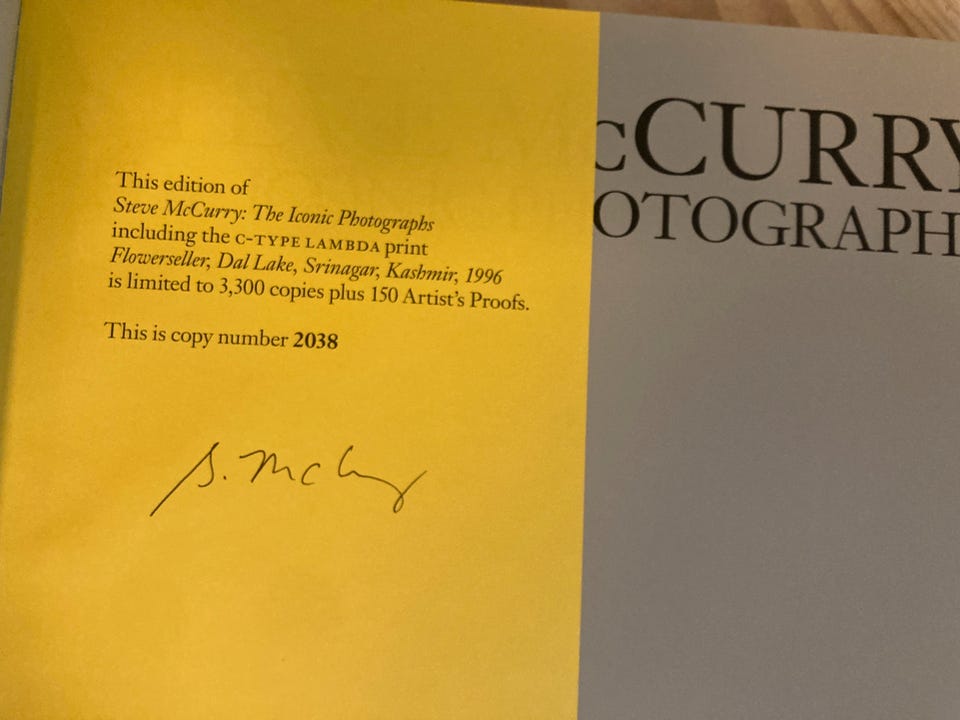 This edition of
Steve McCurry: The Iconic Photographs
including the C-TYPE LAMBDA print
Flowerseller, Dal Lake, Srinagar, Kashmir, 1996
is limited to 3,300 copies plus 150 Artist's Proofs.
This is copy number 2038
S. McCurry
cCURRY
OTOGRAPH